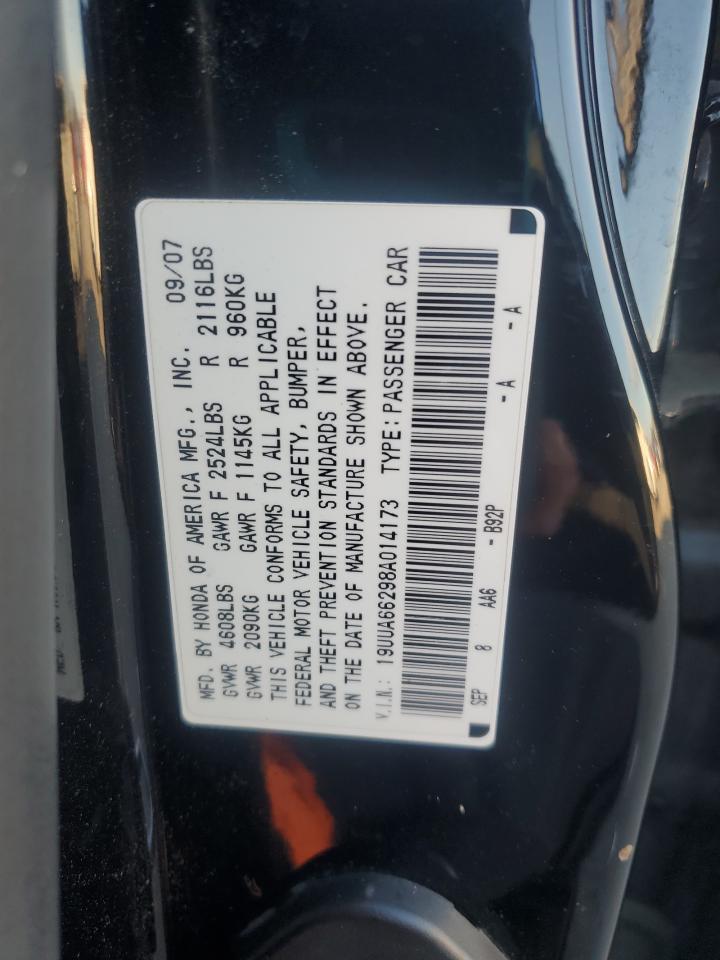 MFD. BY HONDA OF AMERICA MFG., INC. 09/07
GVWR 4608LBS GAWR F 2524LBS R 2116LBS
GVWR 2090KG GAWR F 1145KG R 960KG
THIS VEHICLE CONFORMS TO ALL APPLICABLE
FEDERAL MOTOR VEHICLE SAFETY, BUMPER,
AND THEFT PREVENTION STANDARDS IN EFFECT
ON THE DATE OF MANUFACTURE SHOWN ABOVE.
V.I.N.: 19UUA66298A014173 TYPE: PASSENGER CAR
SEP 8 AA6 -B92P -A -A